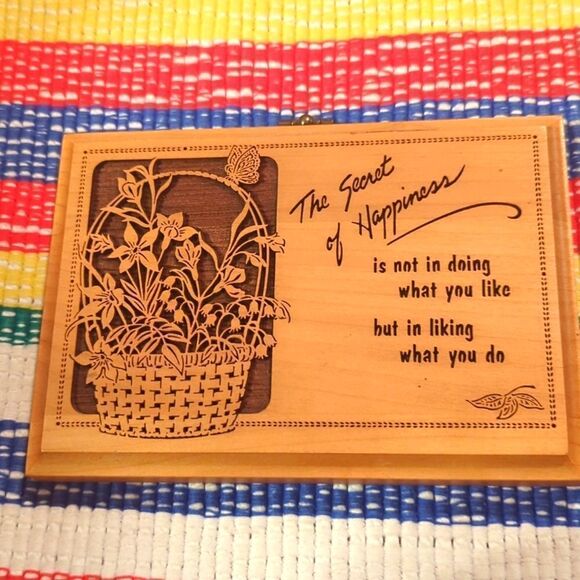 The Secret
of Happiness
is not in doing
what you like
but in liking
what you do